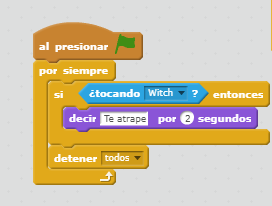 al presionar
por siempre
si ¿tocando Witch ? entonces
decir Te atrape por 2 segundos
detener todos